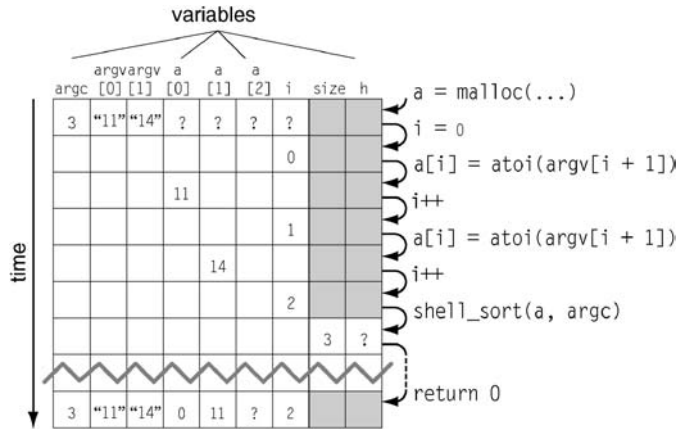 variables
argc argv[0] argv[1] a[0] a[1] a[2] i size h
a = malloc(...)
3 “11” “14” ? ? ? ?
i = 0
0
a[i] = atoi(argv[i + 1])
11
i++
1
a[i] = atoi(argv[i + 1])
14
i++
2
shell_sort(a, argc)
3 ?
return 0
3 “11” “14” 0 11 ? 2
time